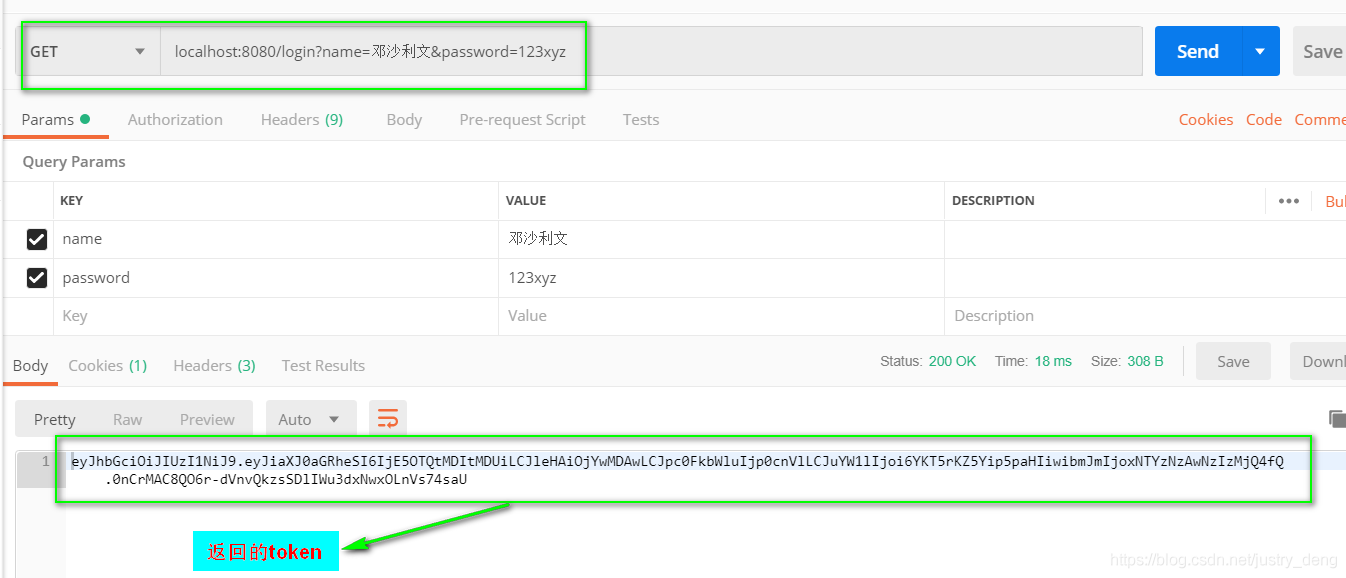 GET localhost:8080/login?name=邓沙利文&password=123xyz Send Save
Params Authorization Headers (9) Body Pre-request Script Tests Cookies Code Comme
Query Params
KEY VALUE DESCRIPTION ••• Bul
name 邓沙利文
password 123xyz
Key Value Description
Body Cookies (1) Headers (3) Test Results Status: 200 OK Time: 18 ms Size: 308 B Save Downl
Pretty Raw Preview Auto
1 eyJhbGciOiJIUzI1NiJ9.eyJiaXJ0aGRheSI6IjE5OTQtMDItMDUiLCJleHAiOjYwMDAwLCJpc0FkbWluIjp0cnVlLCJuYW1lIjoi6YKT5rKZ5Yip5paHIiwibmJmIjoxNTYzNzAwNzIzMjQ4fQ
.0nCrMAC8QO6r-dVnvQkzsSDlIWu3dxNwxOLnVs74saU
返回的token
https://blog.csdn.net/justry_deng